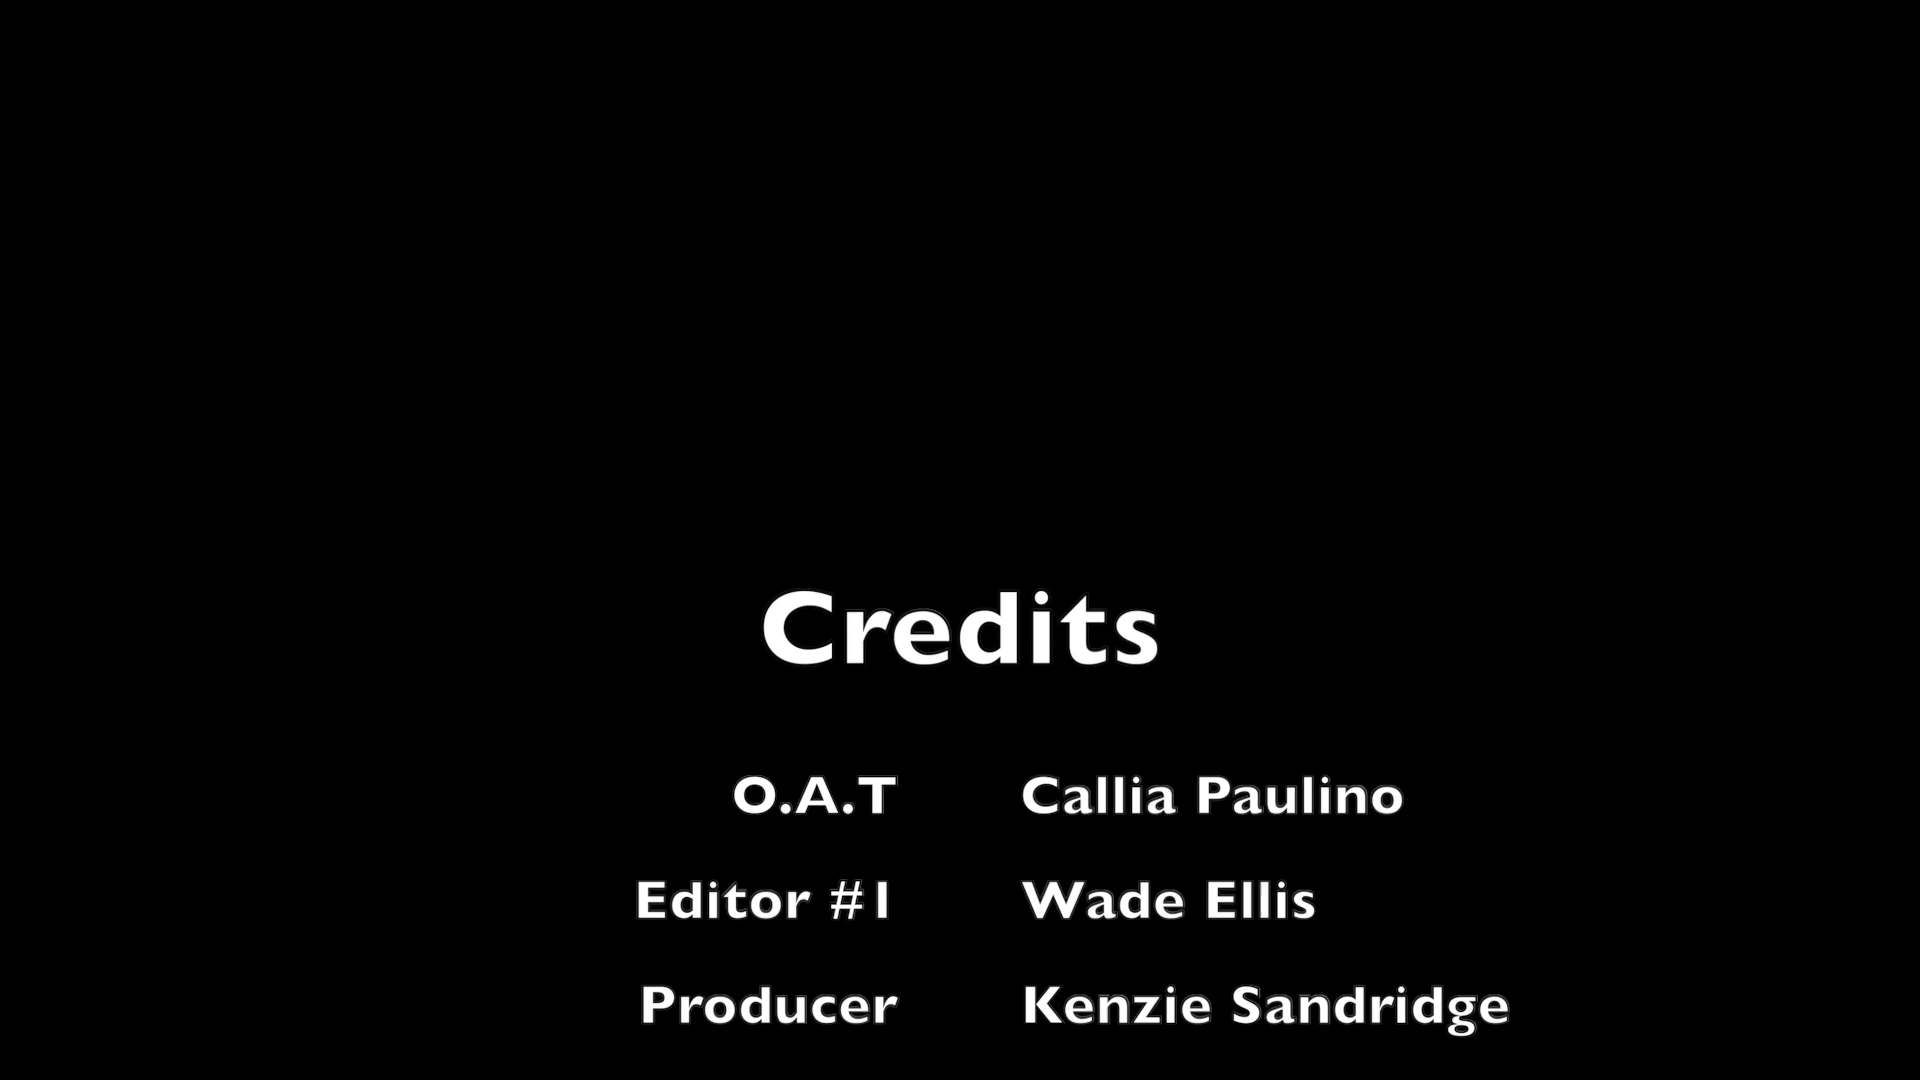 Credits
O.A.T Callia Paulino
Editor #1 Wade Ellis
Producer Kenzie Sandridge